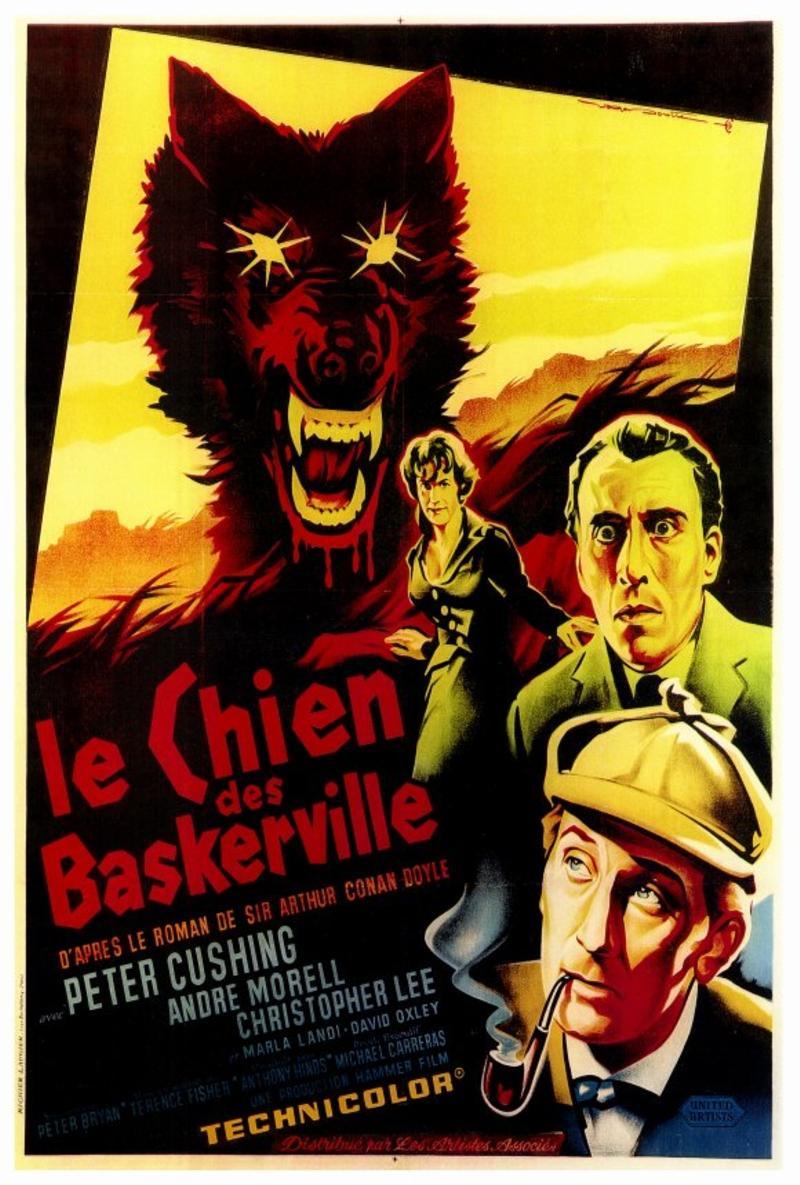 le Chien
des
Baskerville
D'APRES LE ROMAN DE SIR ARTHUR CONAN DOYLE
avec PETER CUSHING
ANDRE MORELL
CHRISTOPHER LEE
et MARLA LANDI · DAVID OXLEY
PETER BRYAN TERENCE FISHER ANTHONY HINDS MICHAEL CARRERAS
UNE PRODUCTION HAMMER FILM
TECHNICOLOR
Distribué par Les Artistes Associés
UNITED
ARTISTS